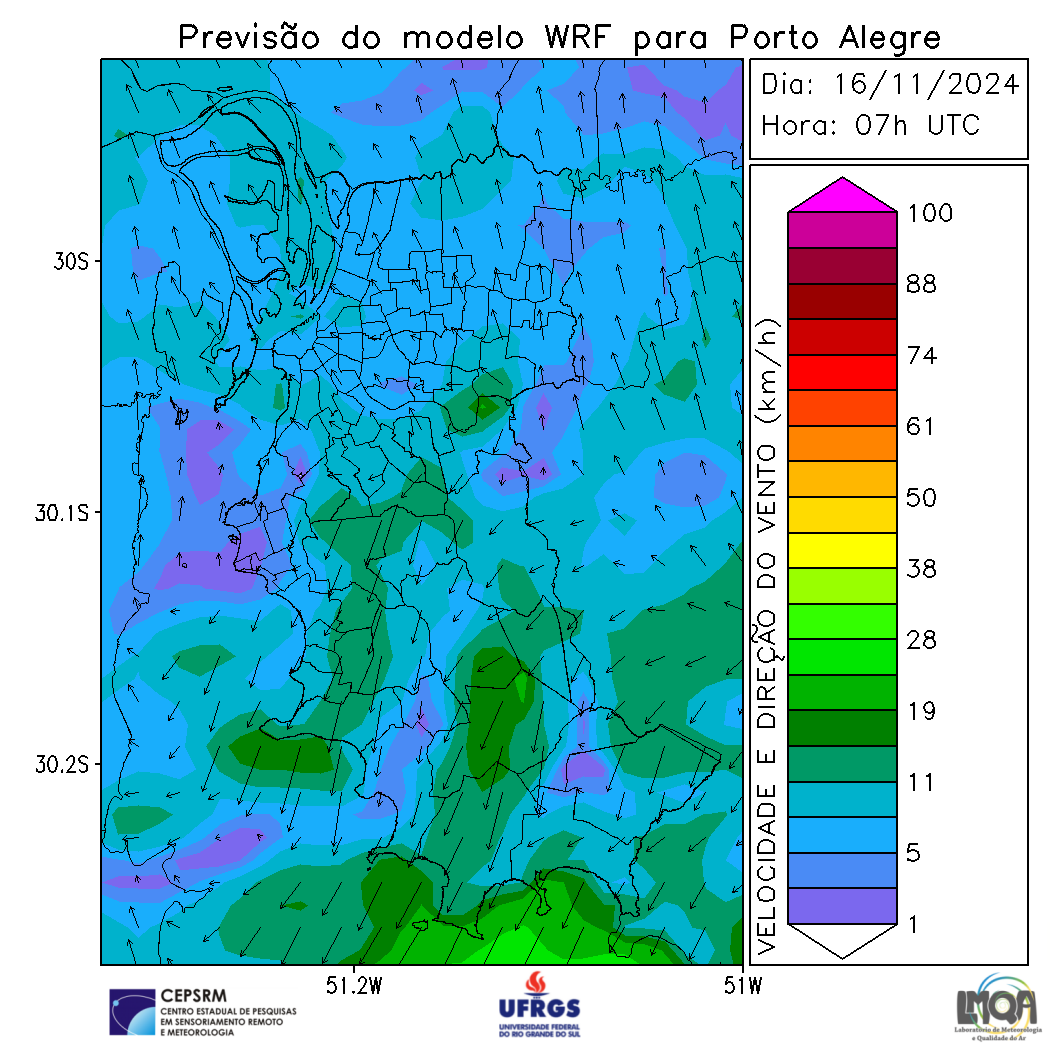 Previsão do modelo WRF para Porto Alegre
Dia: 16/11/2024
Hora: 07h UTC
30S
30.1S
30.2S
51.2W
51W
VELOCIDADE E DIREÇÃO DO VENTO (km/h)
100
88
74
61
50
38
28
19
11
5
1
CEPSRM
CENTRO ESTADUAL DE PESQUISAS
EM SENSORIAMENTO REMOTO
E METEOROLOGIA
UFRGS
UNIVERSIDADE FEDERAL
DO RIO GRANDE DO SUL
LMQA
Laboratório de Meteorologia
e Qualidade do Ar